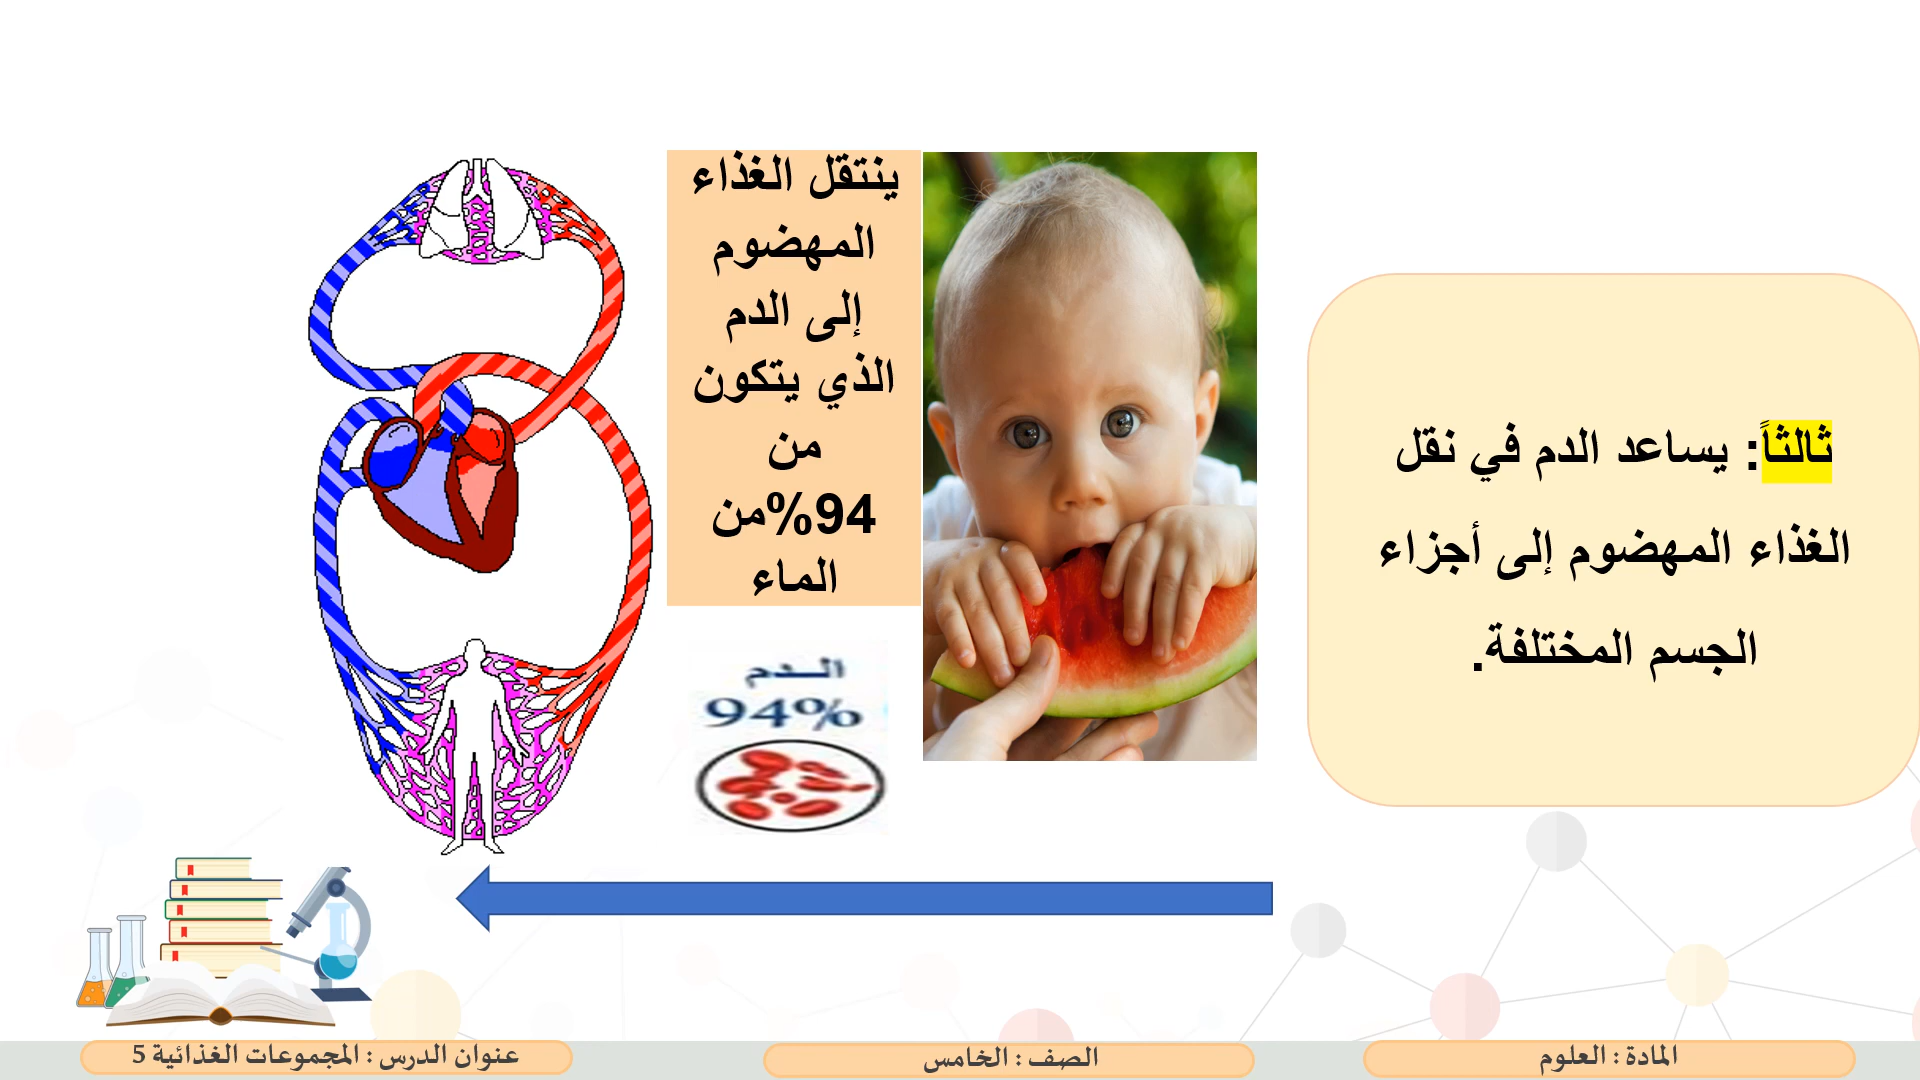 ثالثاً: يساعد الدم في نقل
الغذاء المهضوم إلى أجزاء
الجسم المختلفة.
ينتقل الغذاء
المهضوم
إلى الدم
الذي يتكون
من
94%من
الماء
الدم
94%
المادة : العلوم
الصف : الخامس
عنوان الدرس : المجموعات الغذائية 5